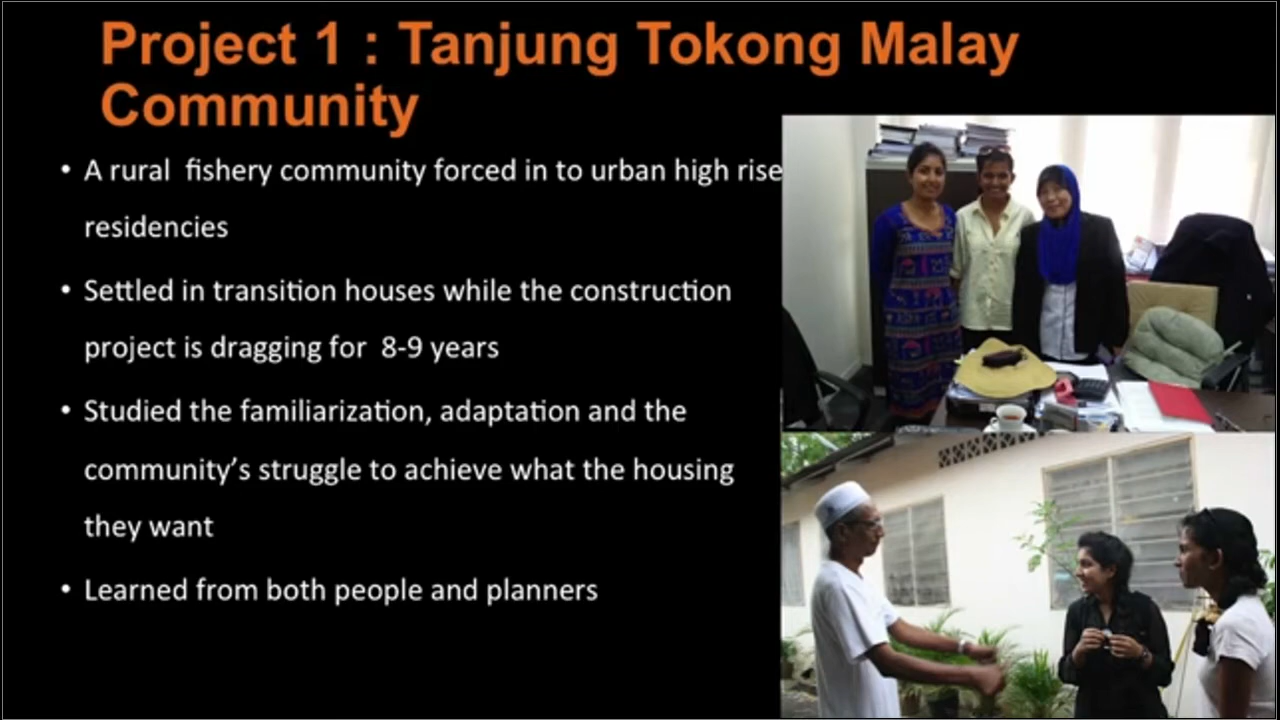 Project 1 : Tanjung Tokong Malay
Community
• A rural  fishery community forced in to urban high rise
residencies
• Settled in transition houses while the construction
project is dragging for  8-9 years
• Studied the familiarization, adaptation and the
community’s struggle to achieve what the housing
they want
• Learned from both people and planners